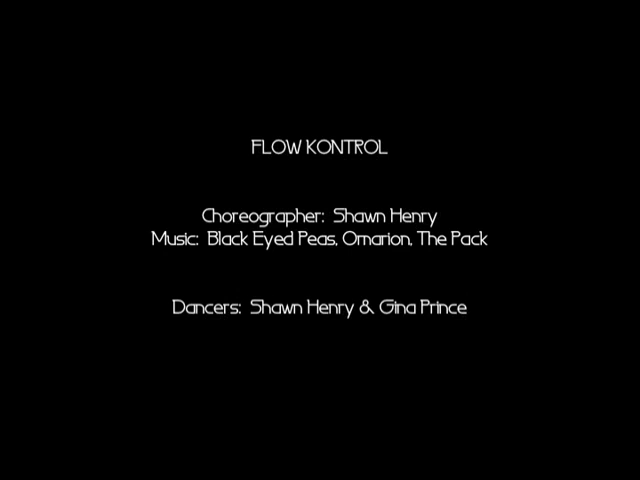 FLOW KONTROL
Choreographer:  Shawn Henry
Music:  Black Eyed Peas, Omarion, The Pack
Dancers:  Shawn Henry & Gina Prince